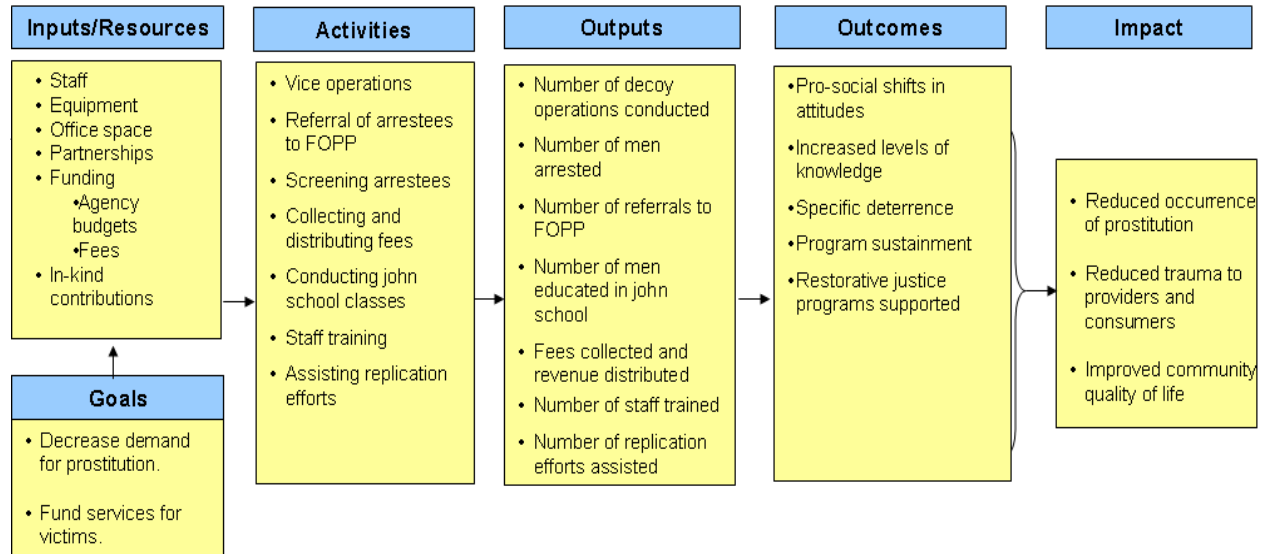 Inputs/Resources
• Staff
• Equipment
• Office space
• Partnerships
• Funding
•Agency
budgets
•Fees
• In-kind
contributions
Goals
• Decrease demand
for prostitution.
• Fund services for
victims.
Activities
• Vice operations
• Referral of arrestees
to FOPP
• Screening arrestees
• Collecting and
distributing fees
• Conducting john
school classes
• Staff training
• Assisting replication
efforts
Outputs
• Number of decoy
operations conducted
• Number of men
arrested
• Number of referrals to
FOPP
• Number of men
educated in john
school
• Fees collected and
revenue distributed
• Number of staff trained
• Number of replication
efforts assisted
Outcomes
•Pro-social shifts in
attitudes
•Increased levels of
knowledge
•Specific deterrence
•Program sustainment
•Restorative justice
programs supported
Impact
• Reduced occurrence
of prostitution
• Reduced trauma to
providers and
consumers
• Improved community
quality of life